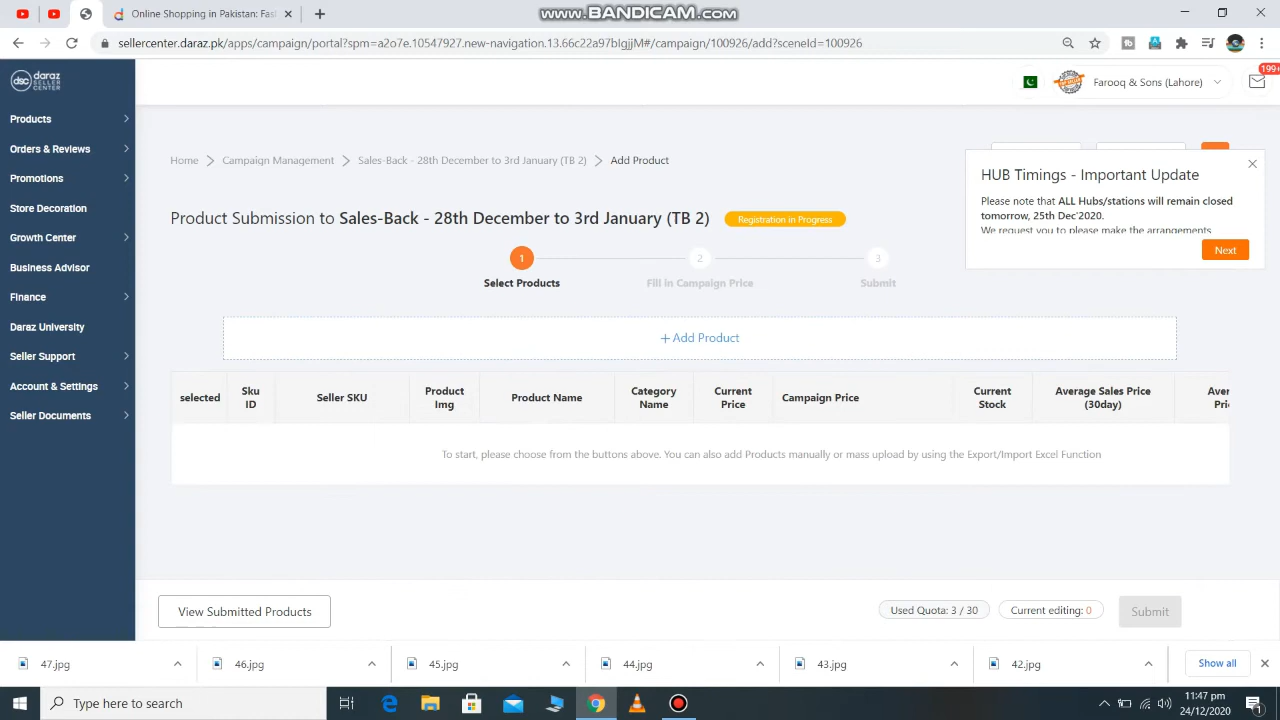 Online Shopping in Pakistan: Fas
www.BANDICAM.com
sellercenter.daraz.pk/apps/campaign/portal?spm=a2o7e.10547927.new-navigation.13.66c22a97bIgjjM#/campaign/100926/add?sceneId=100926
dsc daraz SELLER CENTER
Farooq & Sons (Lahore)
199+
Products
Orders & Reviews
Promotions
Store Decoration
Growth Center
Business Advisor
Finance
Daraz University
Seller Support
Account & Settings
Seller Documents
Home > Campaign Management > Sales-Back - 28th December to 3rd January (TB 2) > Add Product
HUB Timings - Important Update
Please note that ALL Hubs/stations will remain closed
tomorrow, 25th Dec'2020.
We request you to please make the arrangements
Next
Product Submission to Sales-Back - 28th December to 3rd January (TB 2) Registration in Progress
1 2 3
Select Products Fill in Campaign Price Submit
+ Add Product
selected Sku ID Seller SKU Product Img Product Name Category Name Current Price Campaign Price Current Stock Average Sales Price (30day)
To start, please choose from the buttons above. You can also add Products manually or mass upload by using the Export/Import Excel Function
View Submitted Products Used Quota: 3 / 30 Current editing: 0 Submit
47.jpg 46.jpg 45.jpg 44.jpg 43.jpg 42.jpg Show all
Type here to search
11:47 pm
24/12/2020
1